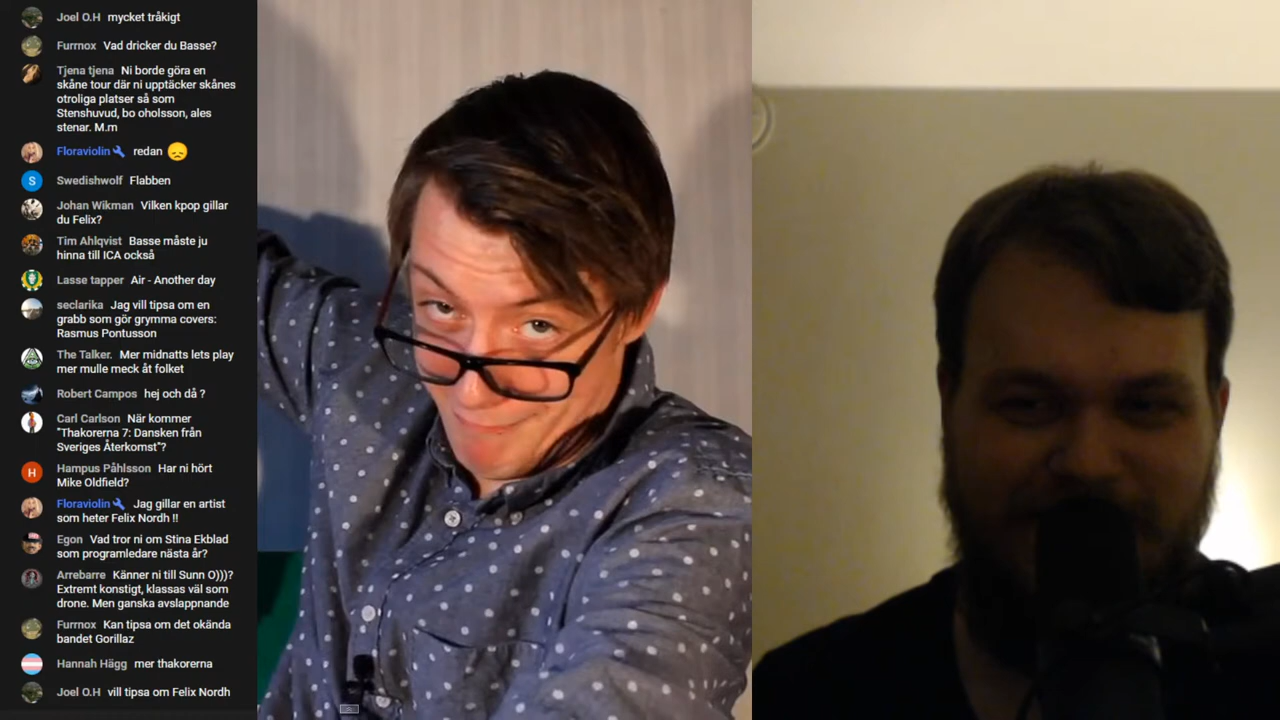 Joel O.H mycket tråkigt
Furrnox Vad dricker du Basse?
Tjena tjena Ni borde göra en
skåne tour där ni upptäcker skånes
otroliga platser så som
Stenshuvud, bo oholsson, ales
stenar. M.m
Floraviolin redan
S Swedishwolf Flabben
Johan Wikman Vilken kpop gillar
du Felix?
Tim Ahlqvist Basse måste ju
hinna till ICA också
Lasse tapper Air - Another day
seclarika Jag vill tipsa om en
grabb som gör grymma covers:
Rasmus Pontusson
The Talker. Mer midnatts lets play
mer mulle meck åt folket
Robert Campos hej och då ?
Carl Carlson När kommer
"Thakorerna 7: Dansken från
Sveriges Återkomst"?
H Hampus Påhlsson Har ni hört
Mike Oldfield?
Floraviolin Jag gillar en artist
som heter Felix Nordh !!
Egon Vad tror ni om Stina Ekblad
som programledare nästa år?
Arrebarre Känner ni till Sunn O)))?
Extremt konstigt, klassas väl som
drone. Men ganska avslappnande
Furrnox Kan tipsa om det okända
bandet Gorillaz
Hannah Hägg mer thakorerna
Joel O.H vill tipsa om Felix Nordh